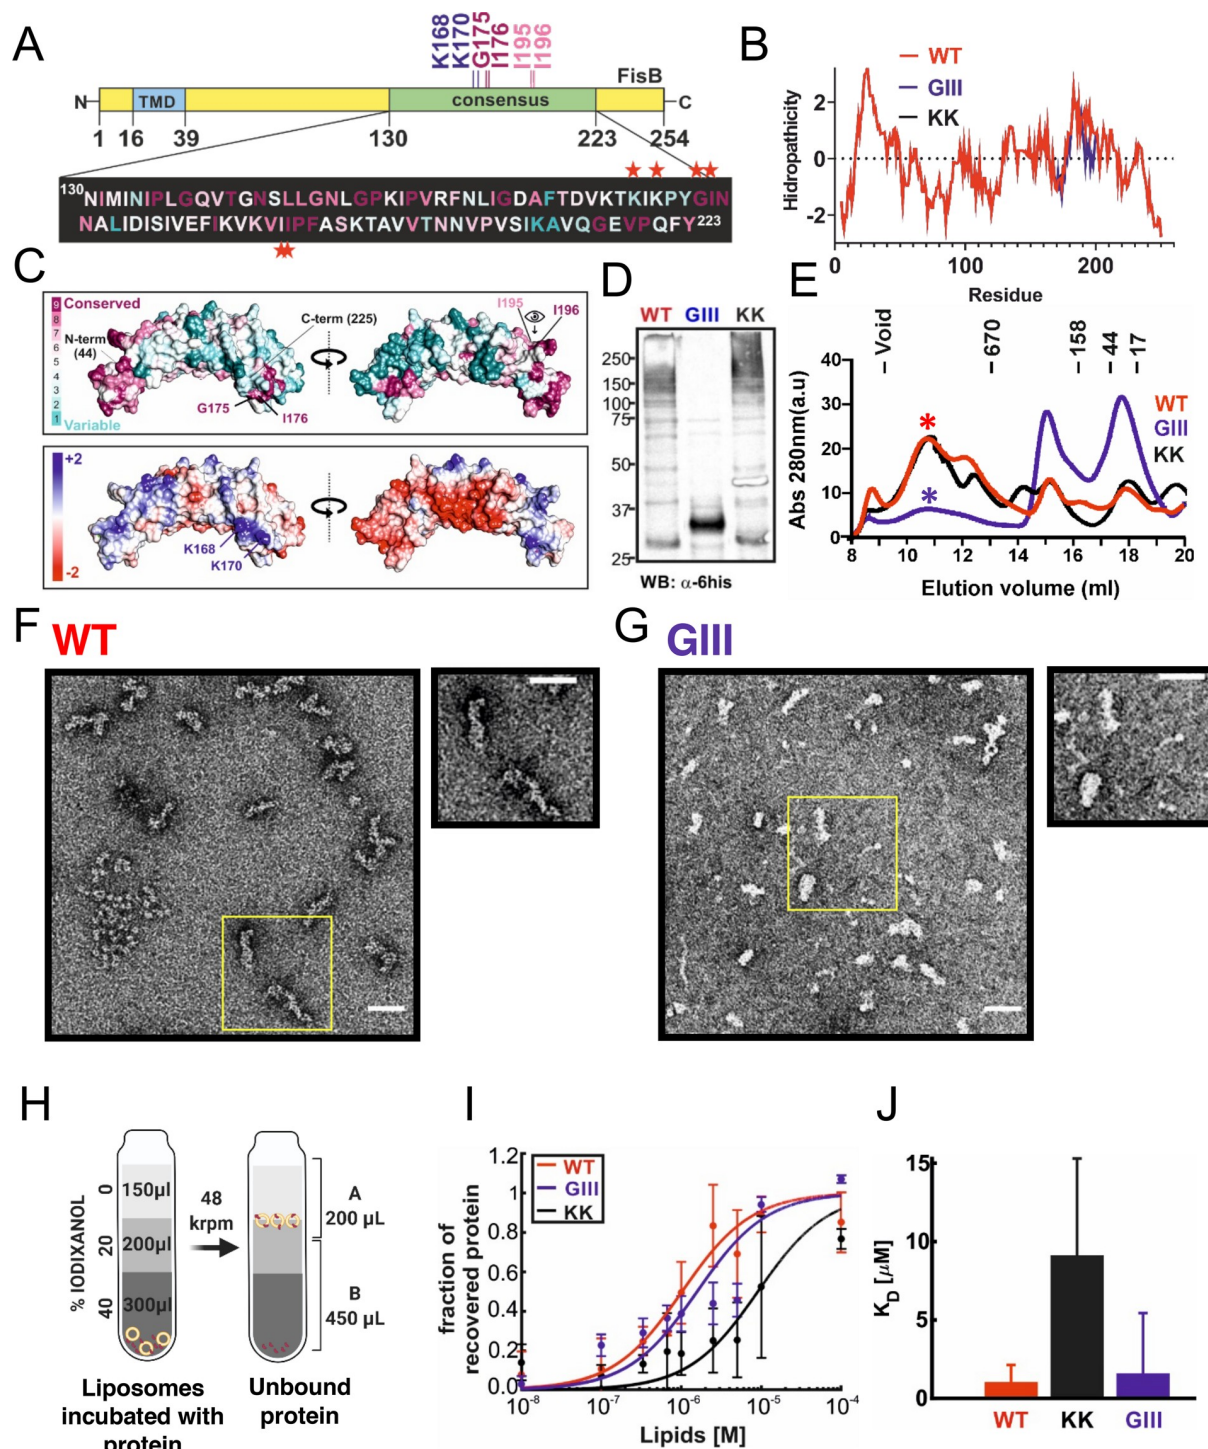 A
K168
K170
G175
I176
I195
I196
FisB
N
TMD
consensus
C
1
16
39
130
223
254
130NIMINIPLGQVTGNSLLGNLGPKIPVRFNLIGDAFTDVKTKIKPYGIN
NALIDISIVEFIKVKVIIPFASKTAVVTNNVPVSIKAVQGEVPQFY223
B
WT
GIII
KK
Hidropathicity
2
0
-2
0
100
200
Residue
C
9
8
7
6
5
4
3
2
1
Conserved
Variable
N-term
(44)
C-term (225)
G175
I176
I195
I196
+2
-2
K168
K170
D
WT
GIII
KK
250
150
100
75
50
37
25
WB: α-6his
E
Void
670
158
44
17
Abs 280nm(a.u)
40
30
20
10
0
WT
GIII
KK
*
*
8
10
12
14
16
18
20
Elution volume (ml)
F
WT
G
GIII
H
% IODIXANOL
0
20
40
150µl
200µl
300µl
48
krpm
A
200 µL
B
450 µL
Liposomes
incubated with
protein
Unbound
protein
I
fraction of
recovered protein
1.2
1
0.8
0.6
0.4
0.2
0.0
WT
GIII
KK
10-8
10-7
10-6
10-5
10-4
Lipids [M]
J
KD [µM]
15
10
5
0
WT
KK
GIII